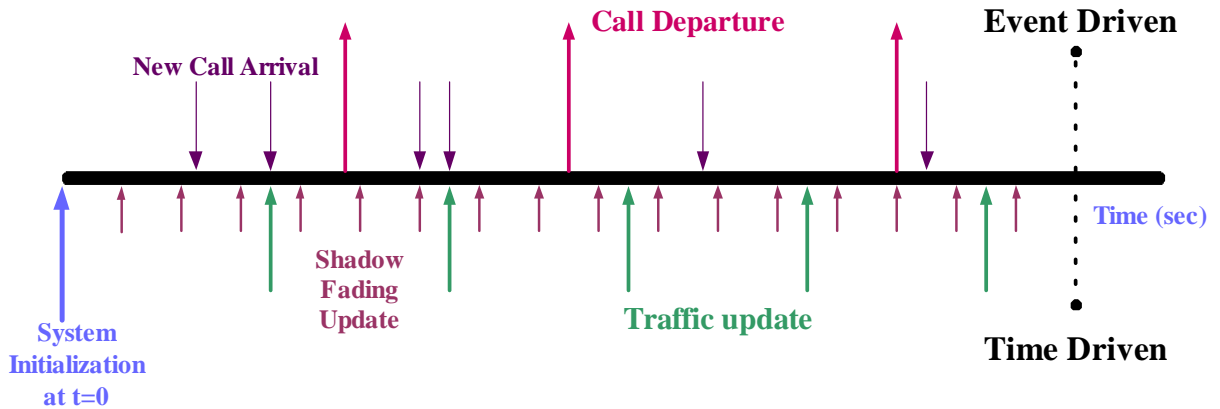 Call Departure
Event Driven
New Call Arrival
Time (sec)
Shadow
Fading
Update
Traffic update
System
Initialization
at t=0
Time Driven